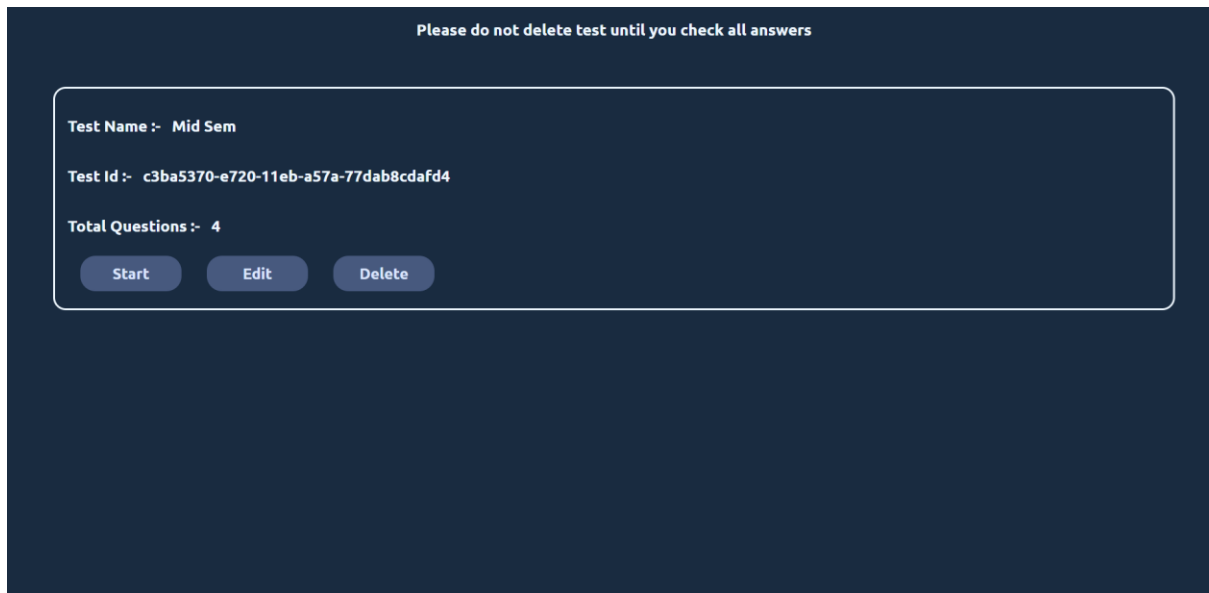 Please do not delete test until you check all answers
Test Name :- Mid Sem
Test Id :- c3ba5370-e720-11eb-a57a-77dab8cdafd4
Total Questions :- 4
Start Edit Delete